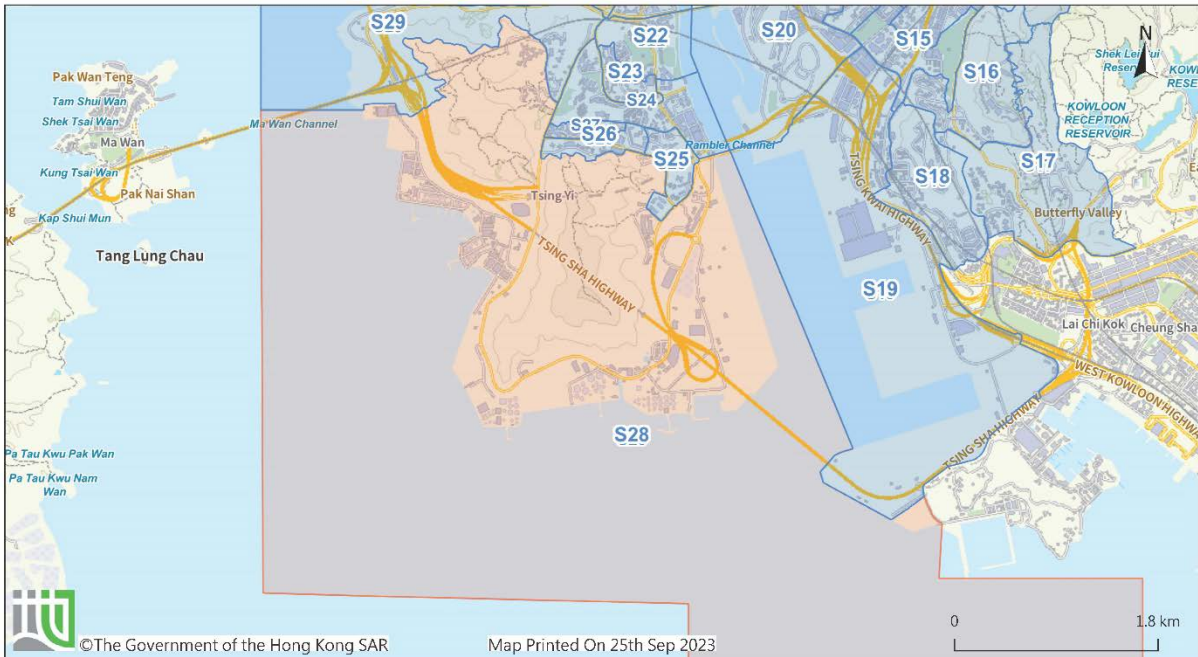 S29
S22
S20
S15
N
Shek Lei
Reser
Pak Wan Teng
S23
S16
KOWL
RESE
Tam Shui Wan
S24
KOWLOON
RECEPTION
RESERVOIR
Shek Tsai Wan
Ma Wan Channel
S27
S26
Ma Wan
Rambler Channel
S17
Kung Tsai Wan
S25
S18
TSING KWAI HIGHWAY
Pak Nai Shan
Tsing Yi
Butterfly Valley
Kap Shui Mun
K
TSING SHA HIGHWAY
Tang Lung Chau
S19
Lai Chi Kok
Cheung Sha
WEST KOWLOON HIGHWAY
S28
TSING SHA HIGHWAY
Pa Tau Kwu Pak Wan
Pa Tau Kwu Nam
Wan
0
1.8 km
©The Government of the Hong Kong SAR
Map Printed On 25th Sep 2023